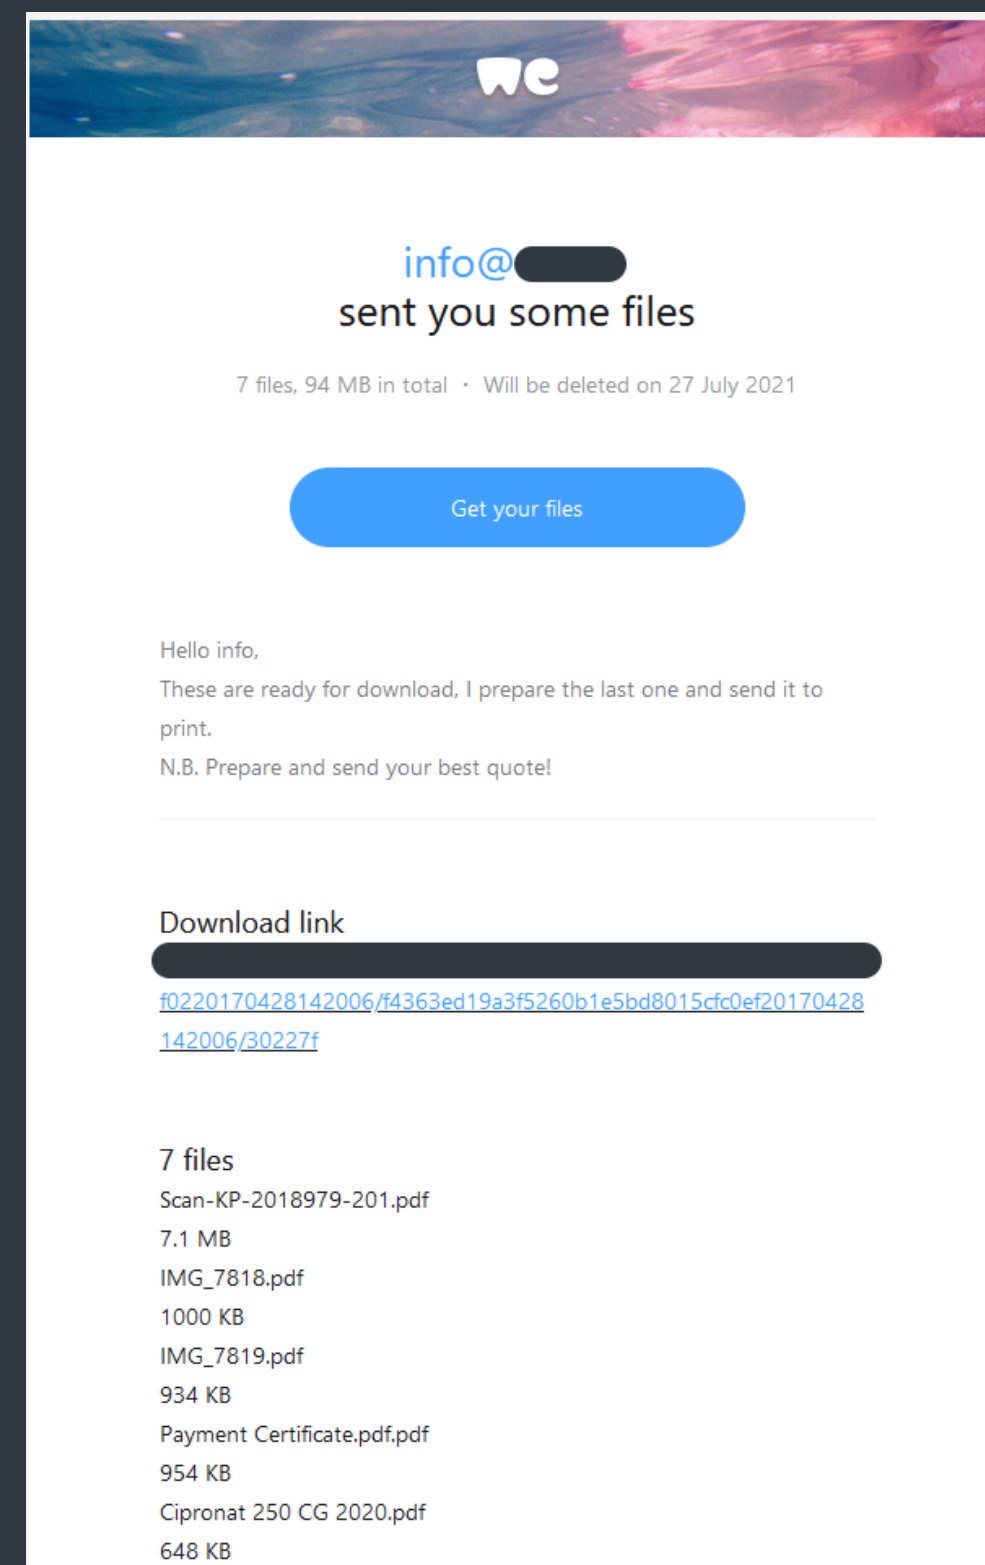 we
info@
sent you some files
7 files, 94 MB in total · Will be deleted on 27 July 2021
Get your files
Hello info,
These are ready for download, I prepare the last one and send it to
print.
N.B. Prepare and send your best quote!
Download link
f0220170428142006/f4363ed19a3f5260b1e5bd8015cfc0ef20170428
142006/30227f
7 files
Scan-KP-2018979-201.pdf
7.1 MB
IMG_7818.pdf
1000 KB
IMG_7819.pdf
934 KB
Payment Certificate.pdf.pdf
954 KB
Cipronat 250 CG 2020.pdf
648 KB